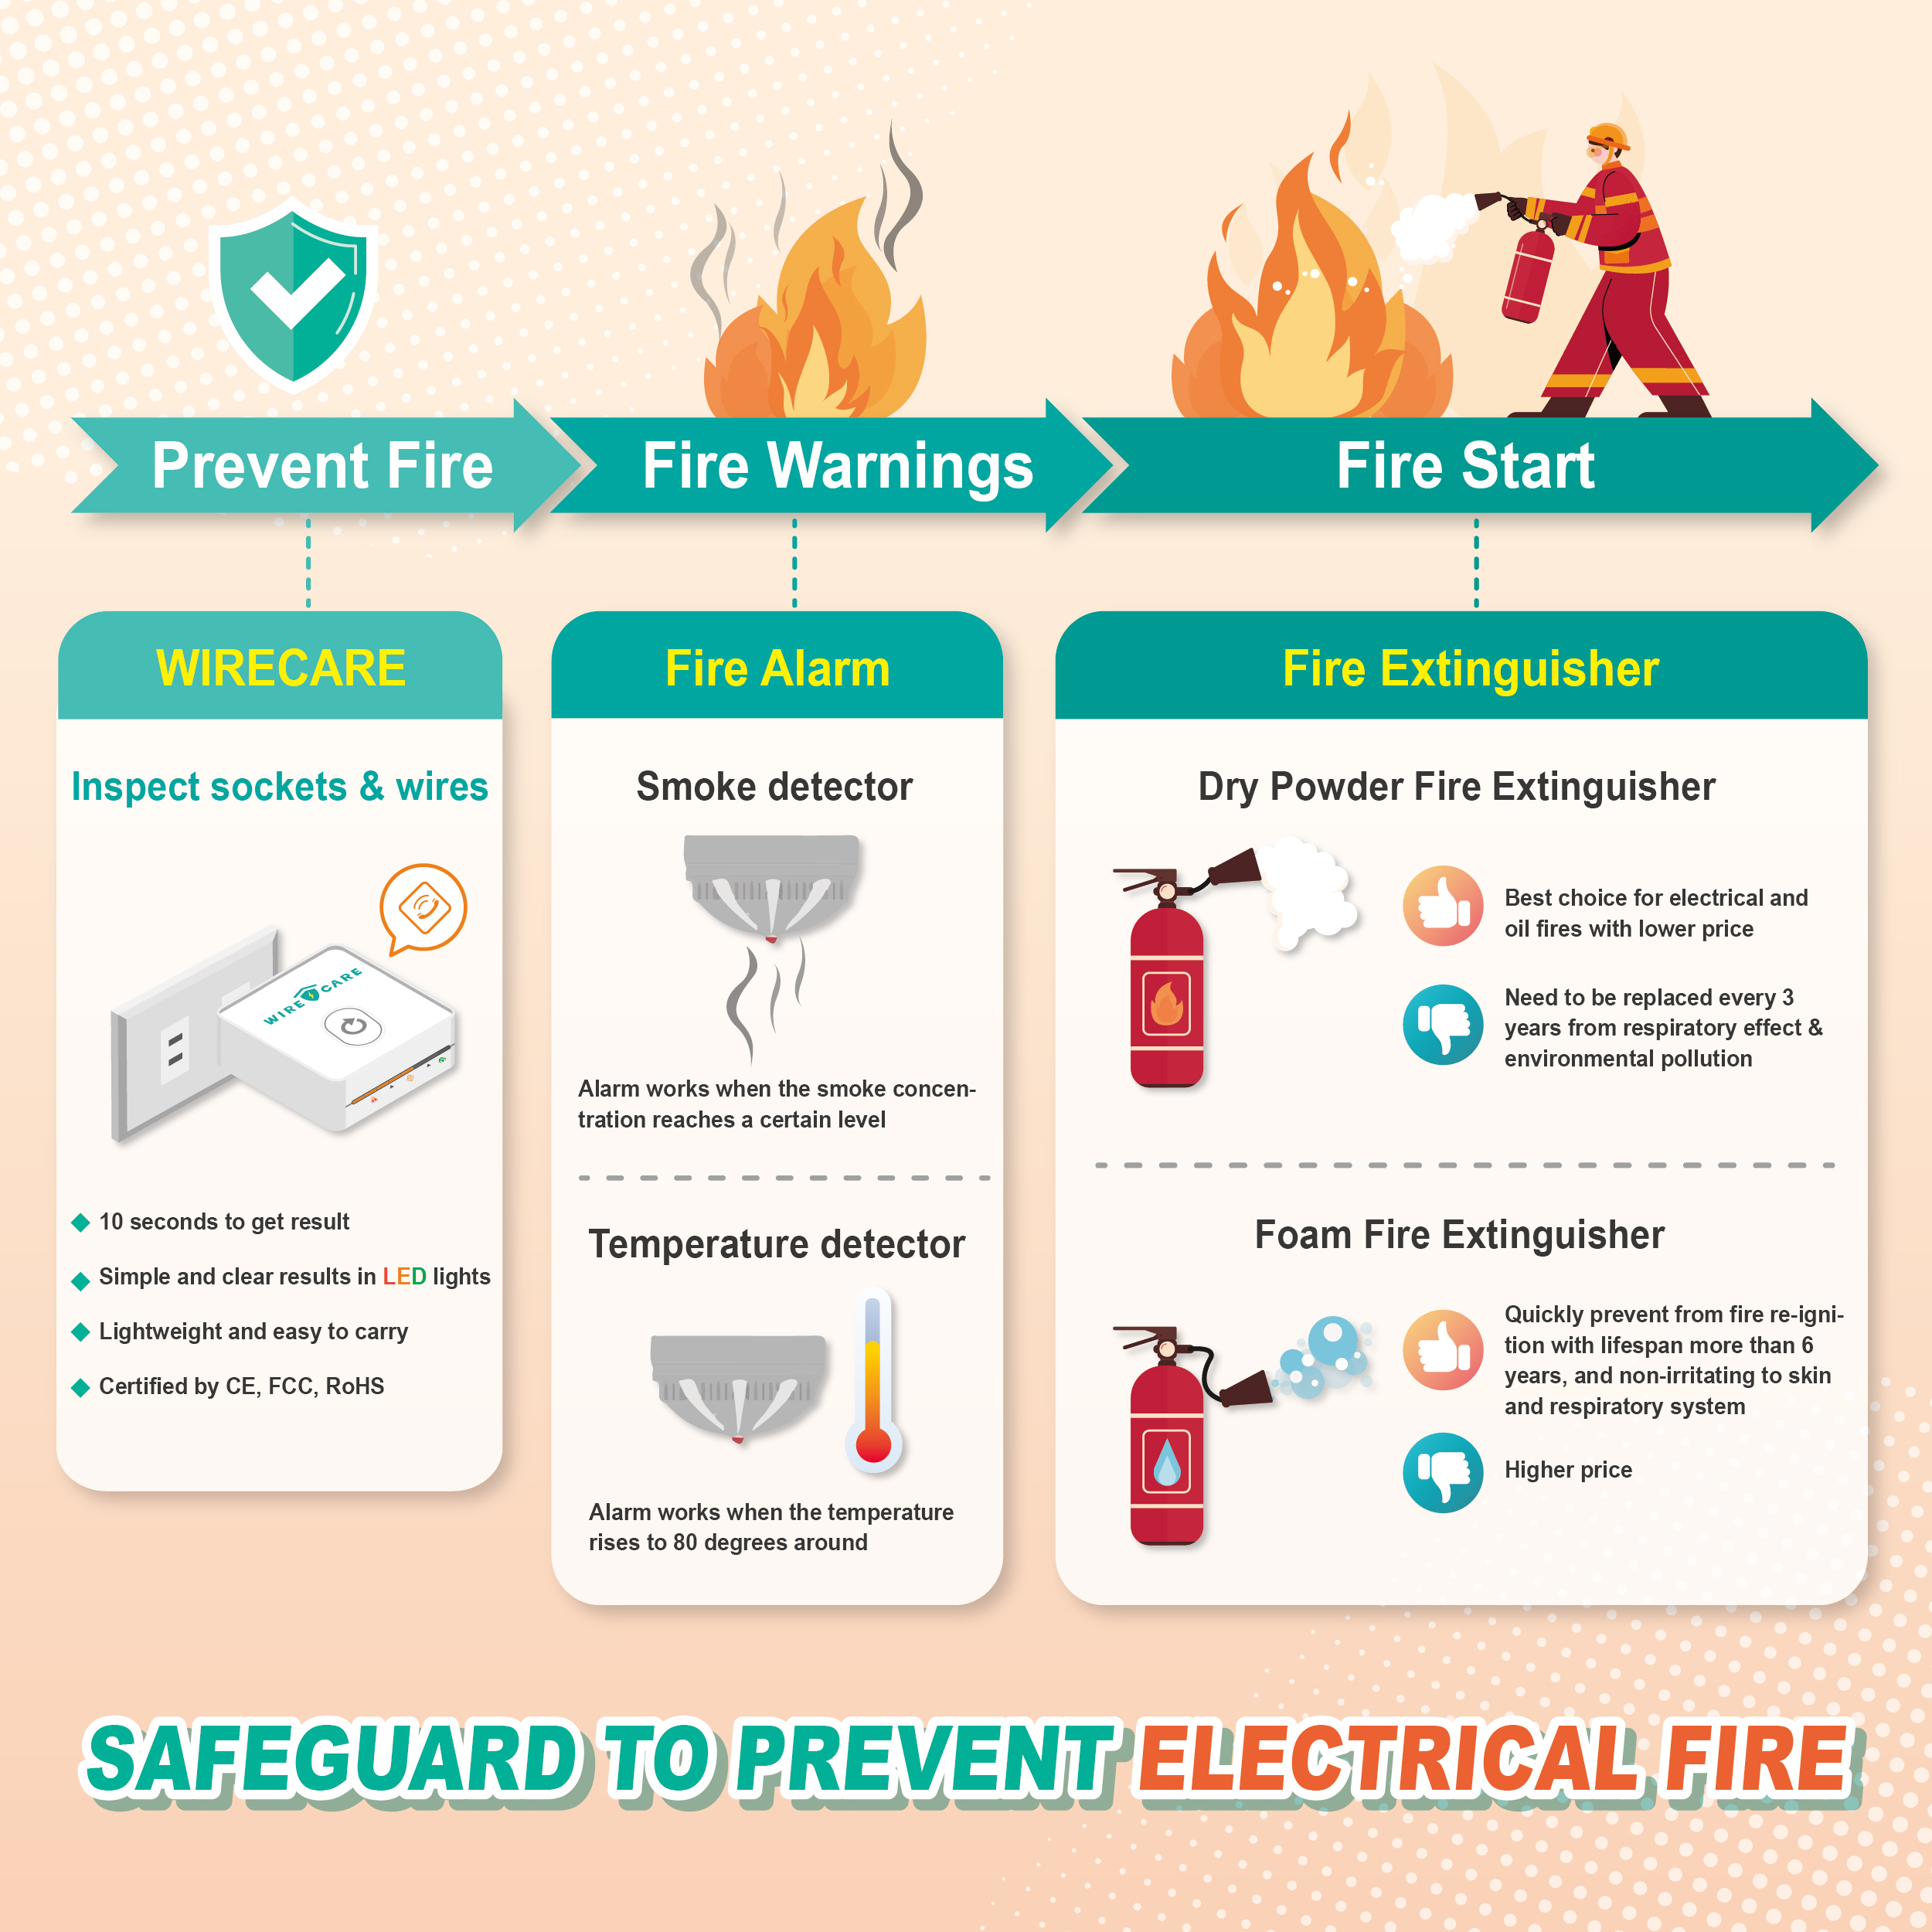 Prevent Fire
Fire Warnings
Fire Start
WIRECARE
Inspect sockets & wires
WIRE CARE
10 seconds to get result
Simple and clear results in LED lights
Lightweight and easy to carry
Certified by CE, FCC, RoHS
Fire Alarm
Smoke detector
Alarm works when the smoke concen-
tration reaches a certain level
Temperature detector
Alarm works when the temperature
rises to 80 degrees around
Fire Extinguisher
Dry Powder Fire Extinguisher
Best choice for electrical and
oil fires with lower price
Need to be replaced every 3
years from respiratory effect &
environmental pollution
Foam Fire Extinguisher
Quickly prevent from fire re-igni-
tion with lifespan more than 6
years, and non-irritating to skin
and respiratory system
Higher price
SAFEGUARD TO PREVENT ELECTRICAL FIRE